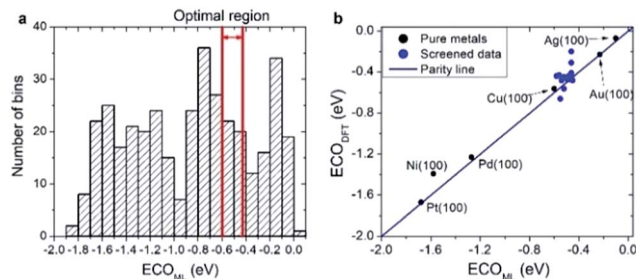 a
Optimal region
Number of bins
40
30
20
10
0
-2.0 -1.8 -1.6 -1.4 -1.2 -1.0 -0.8 -0.6 -0.4 -0.2 0.0
ECO_ML (eV)
b
ECO_DFT (eV)
0.0
-0.4
-0.8
-1.2
-1.6
-2.0
Pure metals
Screened data
Parity line
Ag(100)
Cu(100)
Au(100)
Ni(100)
Pd(100)
Pt(100)
-2.0 -1.6 -1.2 -0.8 -0.4 0.0
ECO_ML (eV)